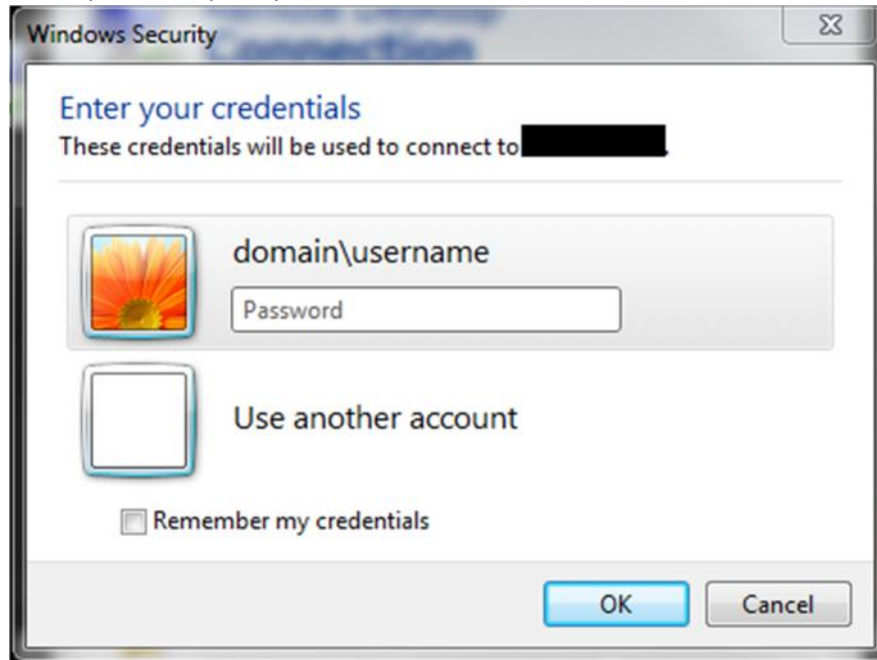 Windows Security
Connection
Enter your credentials
These credentials will be used to connect to
domain\username
Password
Use another account
Remember my credentials
OK
Cancel